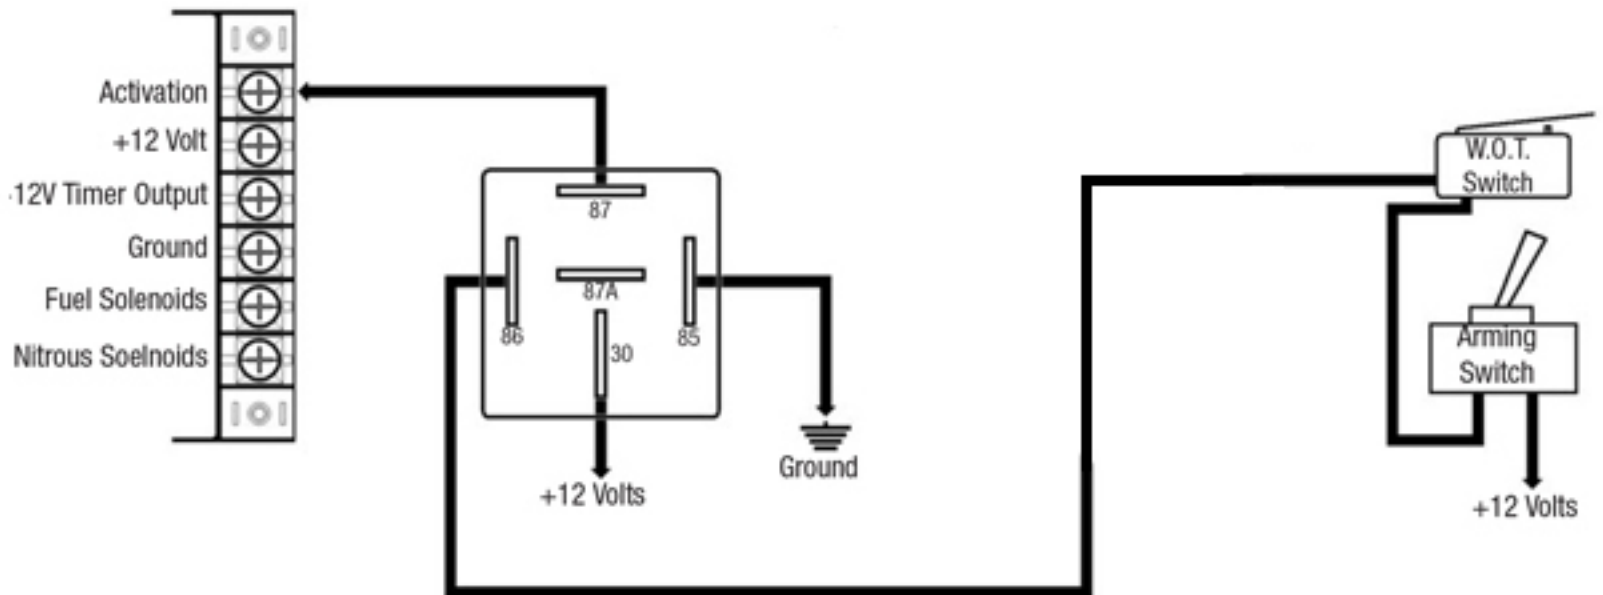 Activation
+12 Volt
12V Timer Output
Ground
Fuel Solenoids
Nitrous Soelnoids
87
87A
86
85
30
+12 Volts
Ground
W.O.T.
Switch
Arming
Switch
+12 Volts